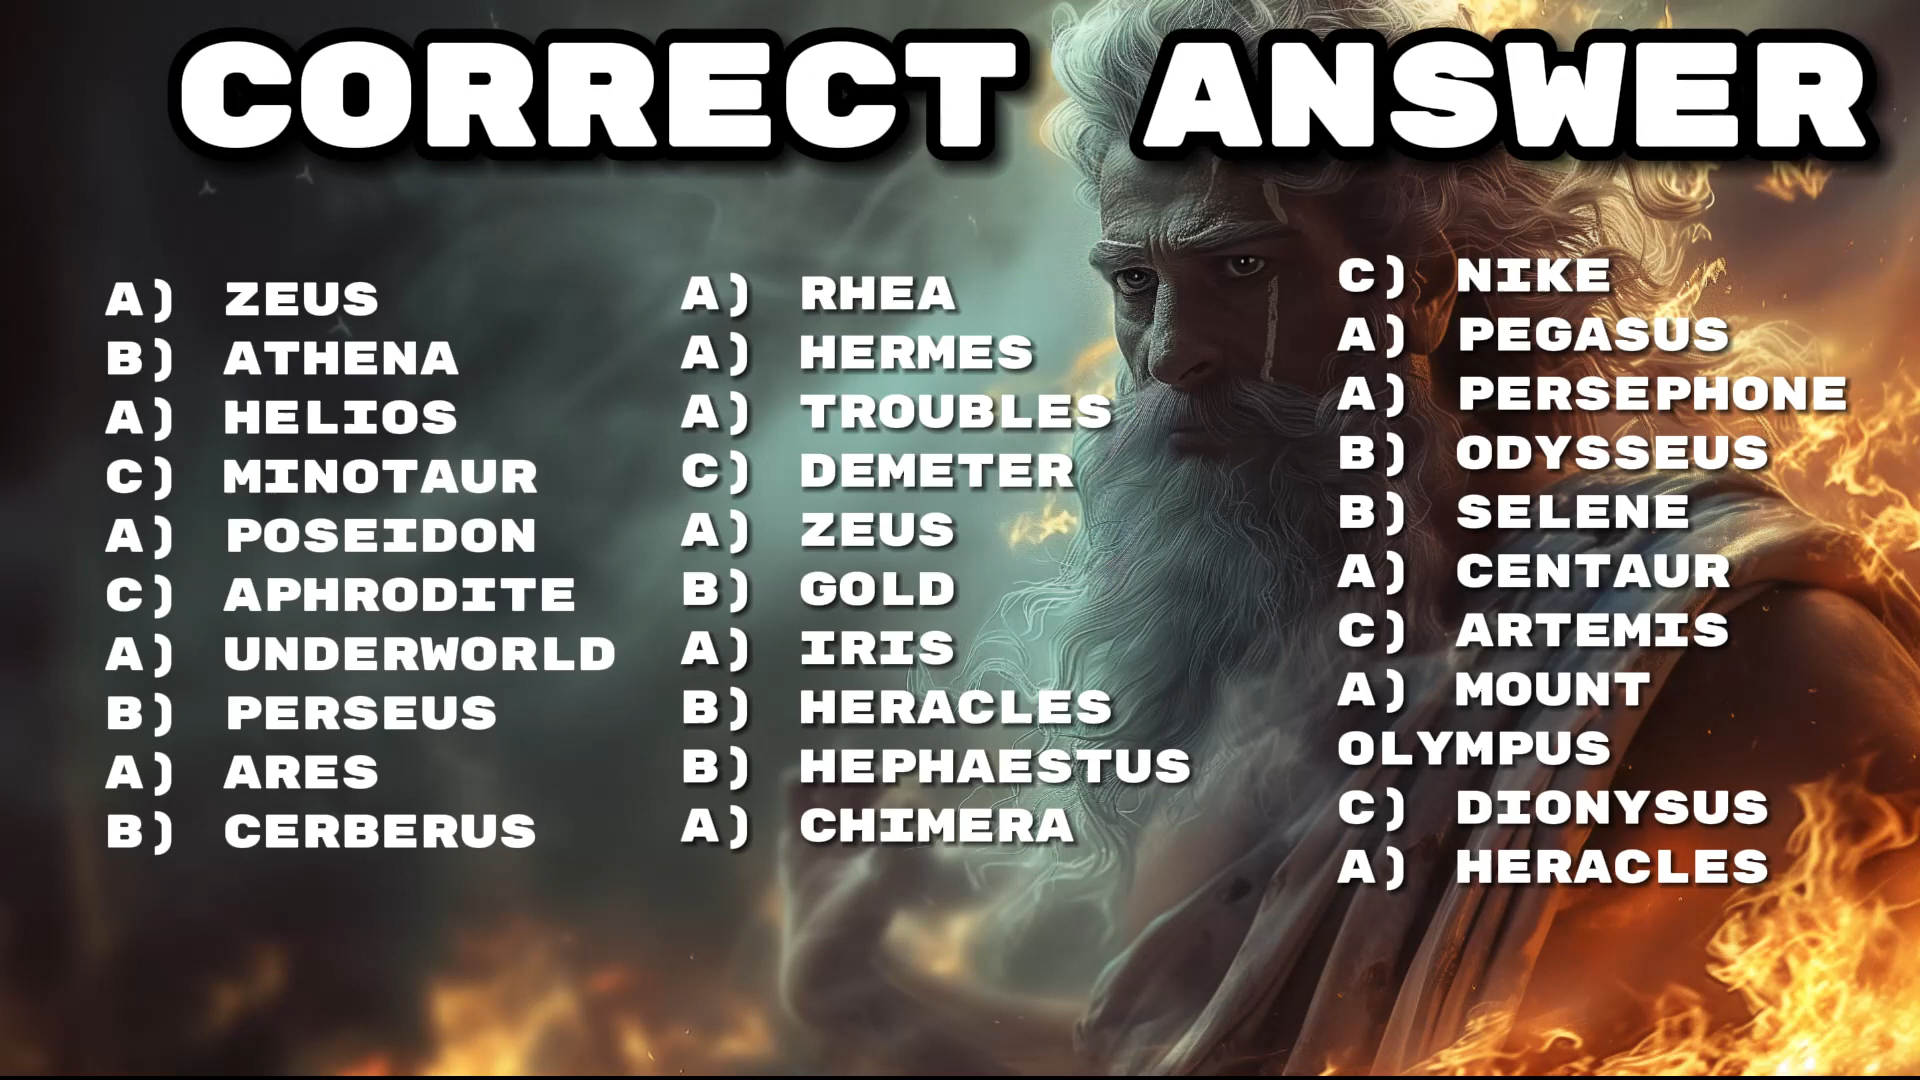 CORRECT ANSWER
A) ZEUS
B) ATHENA
A) HELIOS
C) MINOTAUR
A) POSEIDON
C) APHRODITE
A) UNDERWORLD
B) PERSEUS
A) ARES
B) CERBERUS
A) RHEA
A) HERMES
A) TROUBLES
C) DEMETER
A) ZEUS
B) GOLD
A) IRIS
B) HERACLES
B) HEPHAESTUS
A) CHIMERA
C) NIKE
A) PEGASUS
A) PERSEPHONE
B) ODYSSEUS
B) SELENE
A) CENTAUR
C) ARTEMIS
A) MOUNT
OLYMPUS
C) DIONYSUS
A) HERACLES